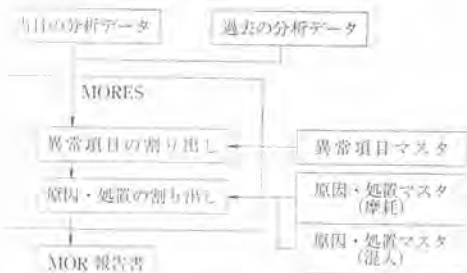 当日の分析データ
過去の分析データ
MORES
異常項目の割り出し
異常項目マスタ
原因・処置の割り出し
原因・処置マスタ
(摩耗)
原因・処置マスタ
(混入)
MOR 報告書